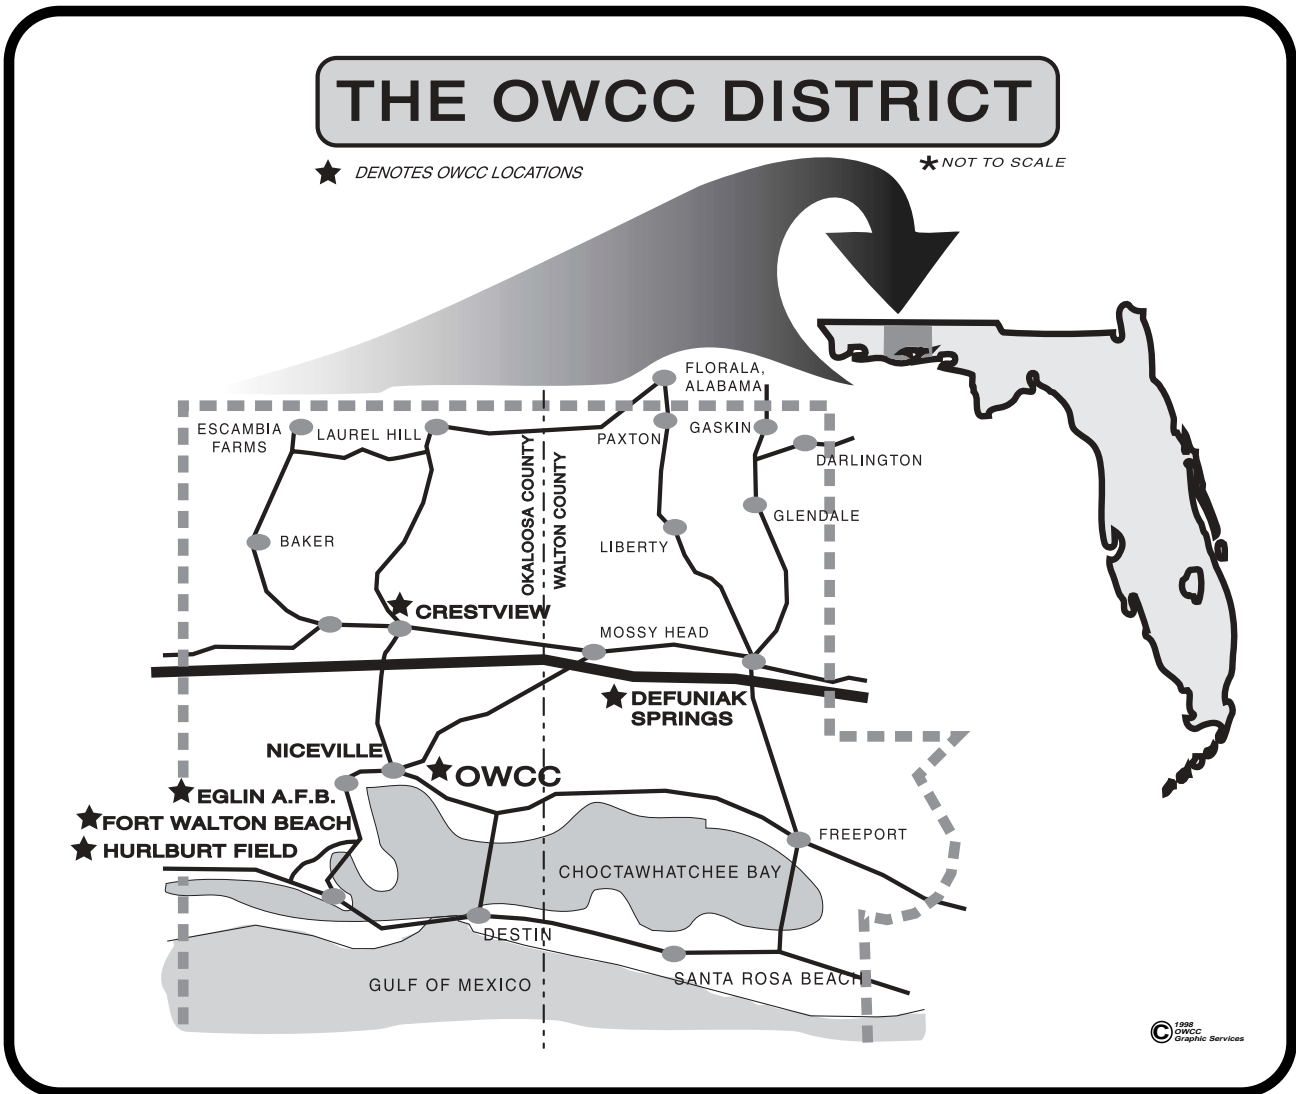 THE OWCC DISTRICT
DENOTES OWCC LOCATIONS
*NOT TO SCALE
FLORALA,
ALABAMA
ESCAMBIA
FARMS
LAUREL HILL
PAXTON
GASKIN
DARLINGTON
OKALOOSA COUNTY
WALTON COUNTY
GLENDALE
BAKER
LIBERTY
CRESTVIEW
MOSSY HEAD
DEFUNIAK
SPRINGS
NICEVILLE
OWCC
EGLIN A.F.B.
FORT WALTON BEACH
HURLBURT FIELD
FREEPORT
CHOCTAWHATCHEE BAY
DESTIN
SANTA ROSA BEACH
GULF OF MEXICO
© 1998
OWCC
Graphic Services